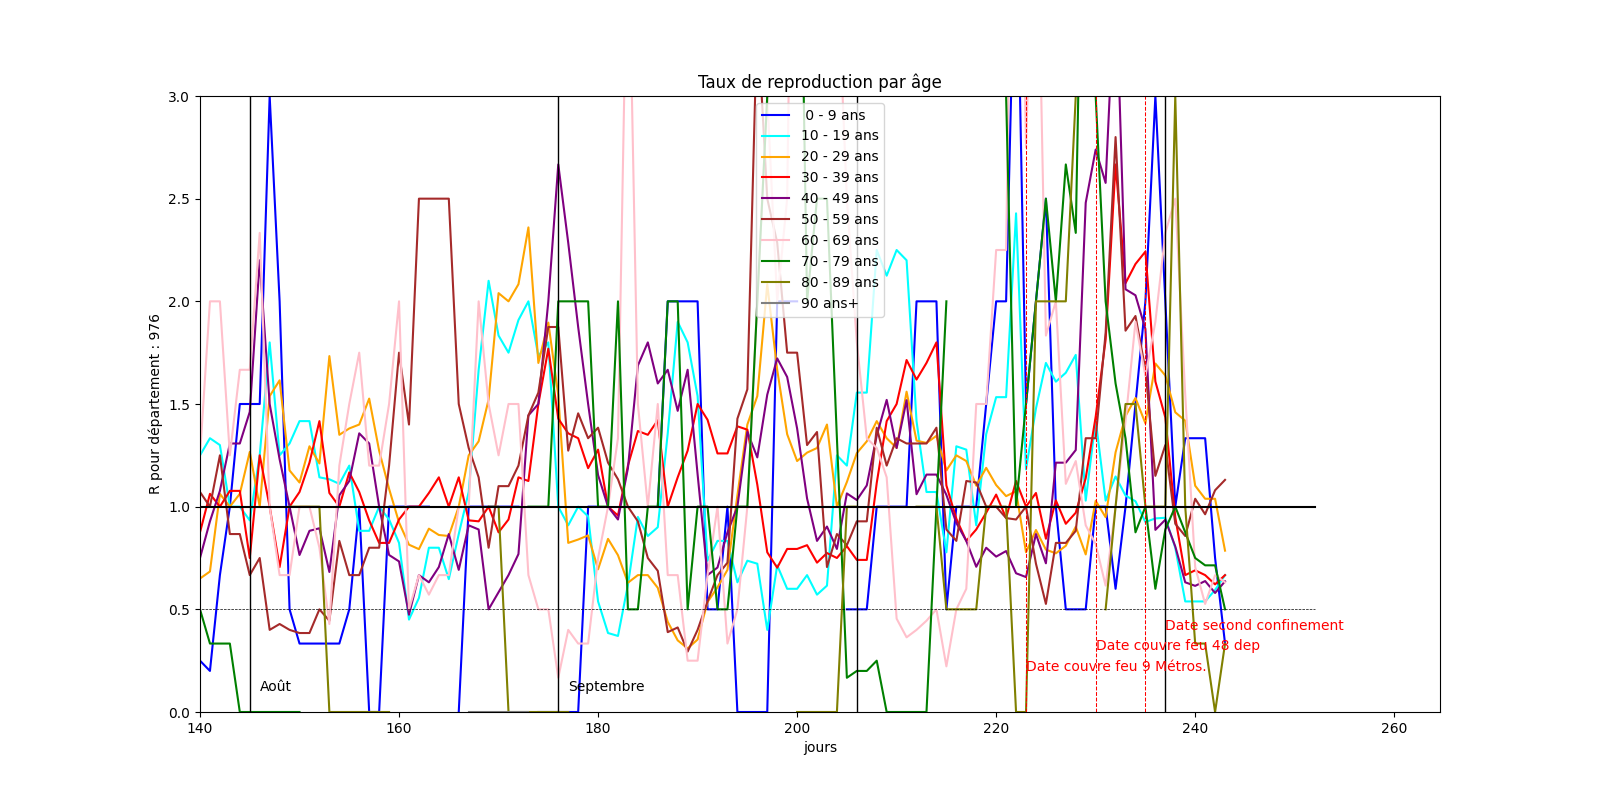 Taux de reproduction par âge
3.0
2.5
2.0
1.5
1.0
0.5
0.0
R pour département : 976
0 - 9 ans
10 - 19 ans
20 - 29 ans
30 - 39 ans
40 - 49 ans
50 - 59 ans
60 - 69 ans
70 - 79 ans
80 - 89 ans
90 ans+
Date second confinement
Date couvre feu 48 dep
Date couvre feu 9 Métros.
Août
Septembre
140
160
180
200
220
240
260
jours